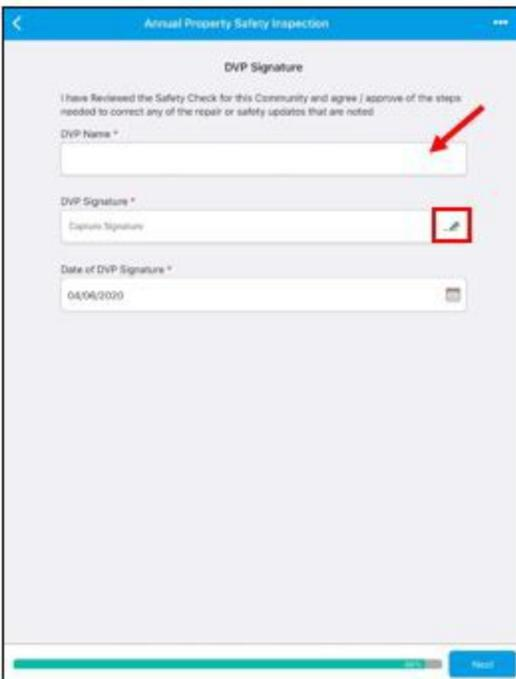 Annual Property Safety Inspection
DVP Signature
I have Reviewed the Safety Check for this Community and agree / approve of the steps
needed to correct any of the repair or safety updates that are noted
DVP Name *
DVP Signature *
Capture Signature
Date of DVP Signature *
04/06/2020
Next